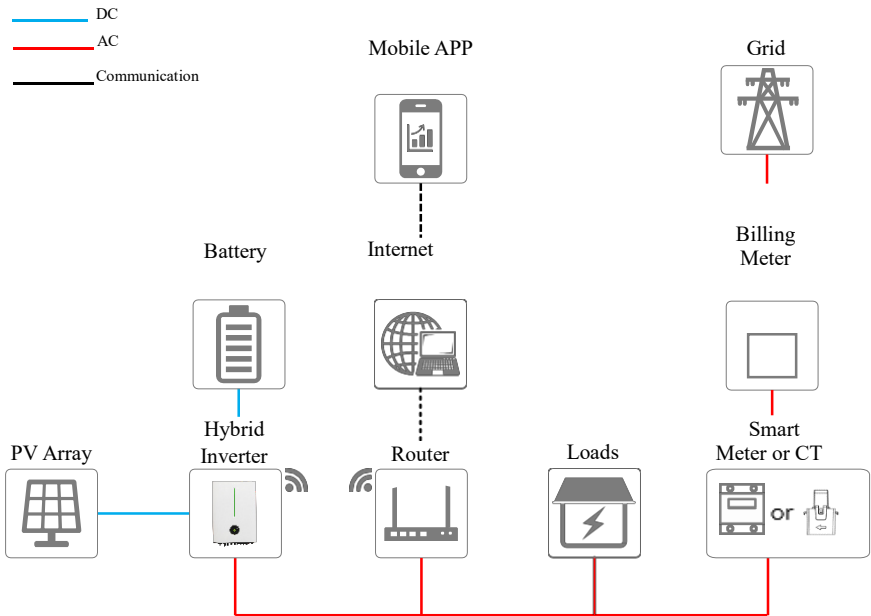 DC
AC
Communication
Mobile APP
Grid
Battery
Internet
Billing
Meter
PV Array
Hybrid
Inverter
Router
Loads
Smart
Meter or CT
or